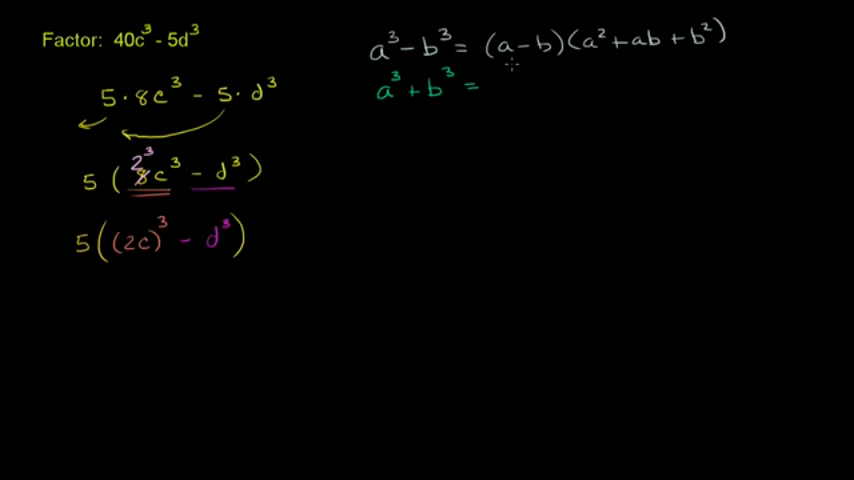 Factor: 40c³ - 5d³
5 · 8c³ - 5 · d³
5 ( 8c³ - d³ )
2³
5((2c)³ - d³)
a³ - b³ = (a - b)(a² + ab + b²)
a³ + b³ =